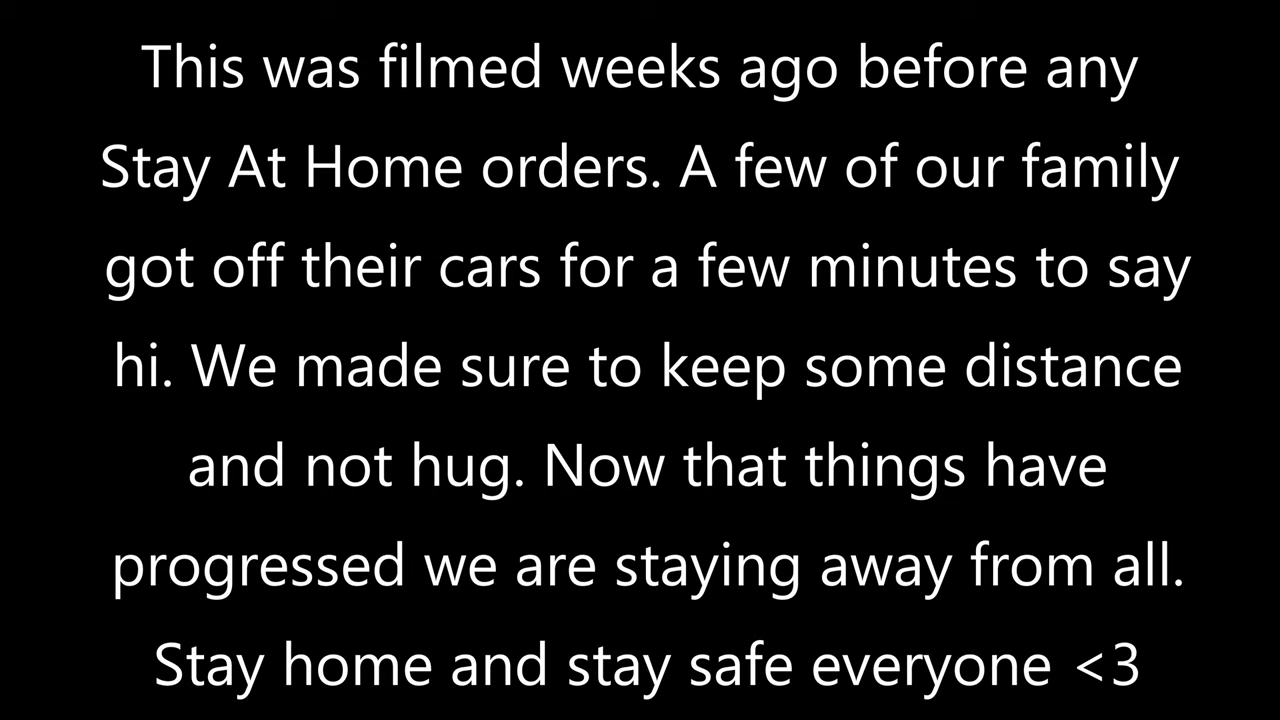 This was filmed weeks ago before any
Stay At Home orders. A few of our family
got off their cars for a few minutes to say
hi. We made sure to keep some distance
and not hug. Now that things have
progressed we are staying away from all.
Stay home and stay safe everyone <3